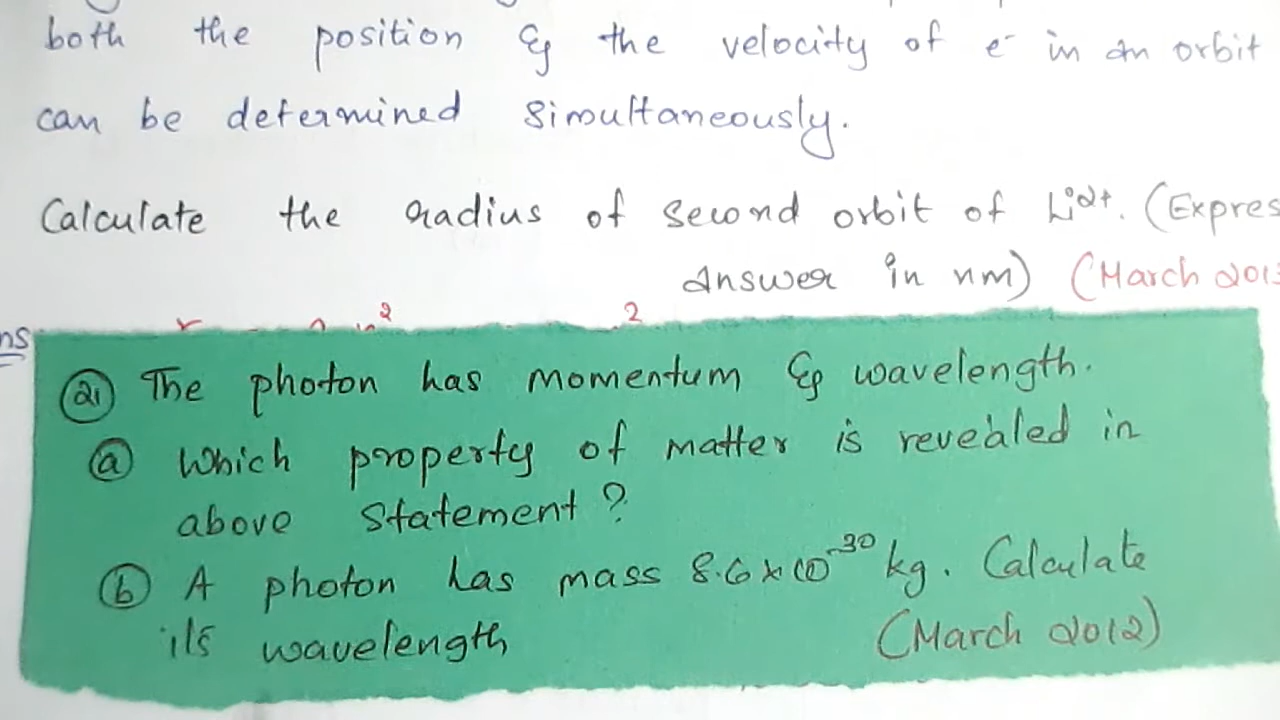 both the position & the velocity of e⁻ in an orbit
can be determined simultaneously.
Calculate the radius of second orbit of Li²⁺. (Expres
answer in nm) (March 201
ns
(21) The photon has momentum & wavelength.
(a) Which property of matter is revealed in
above statement?
(b) A photon has mass 8.6×10⁻³⁰ kg. Calculate
its wavelength (March 2012)